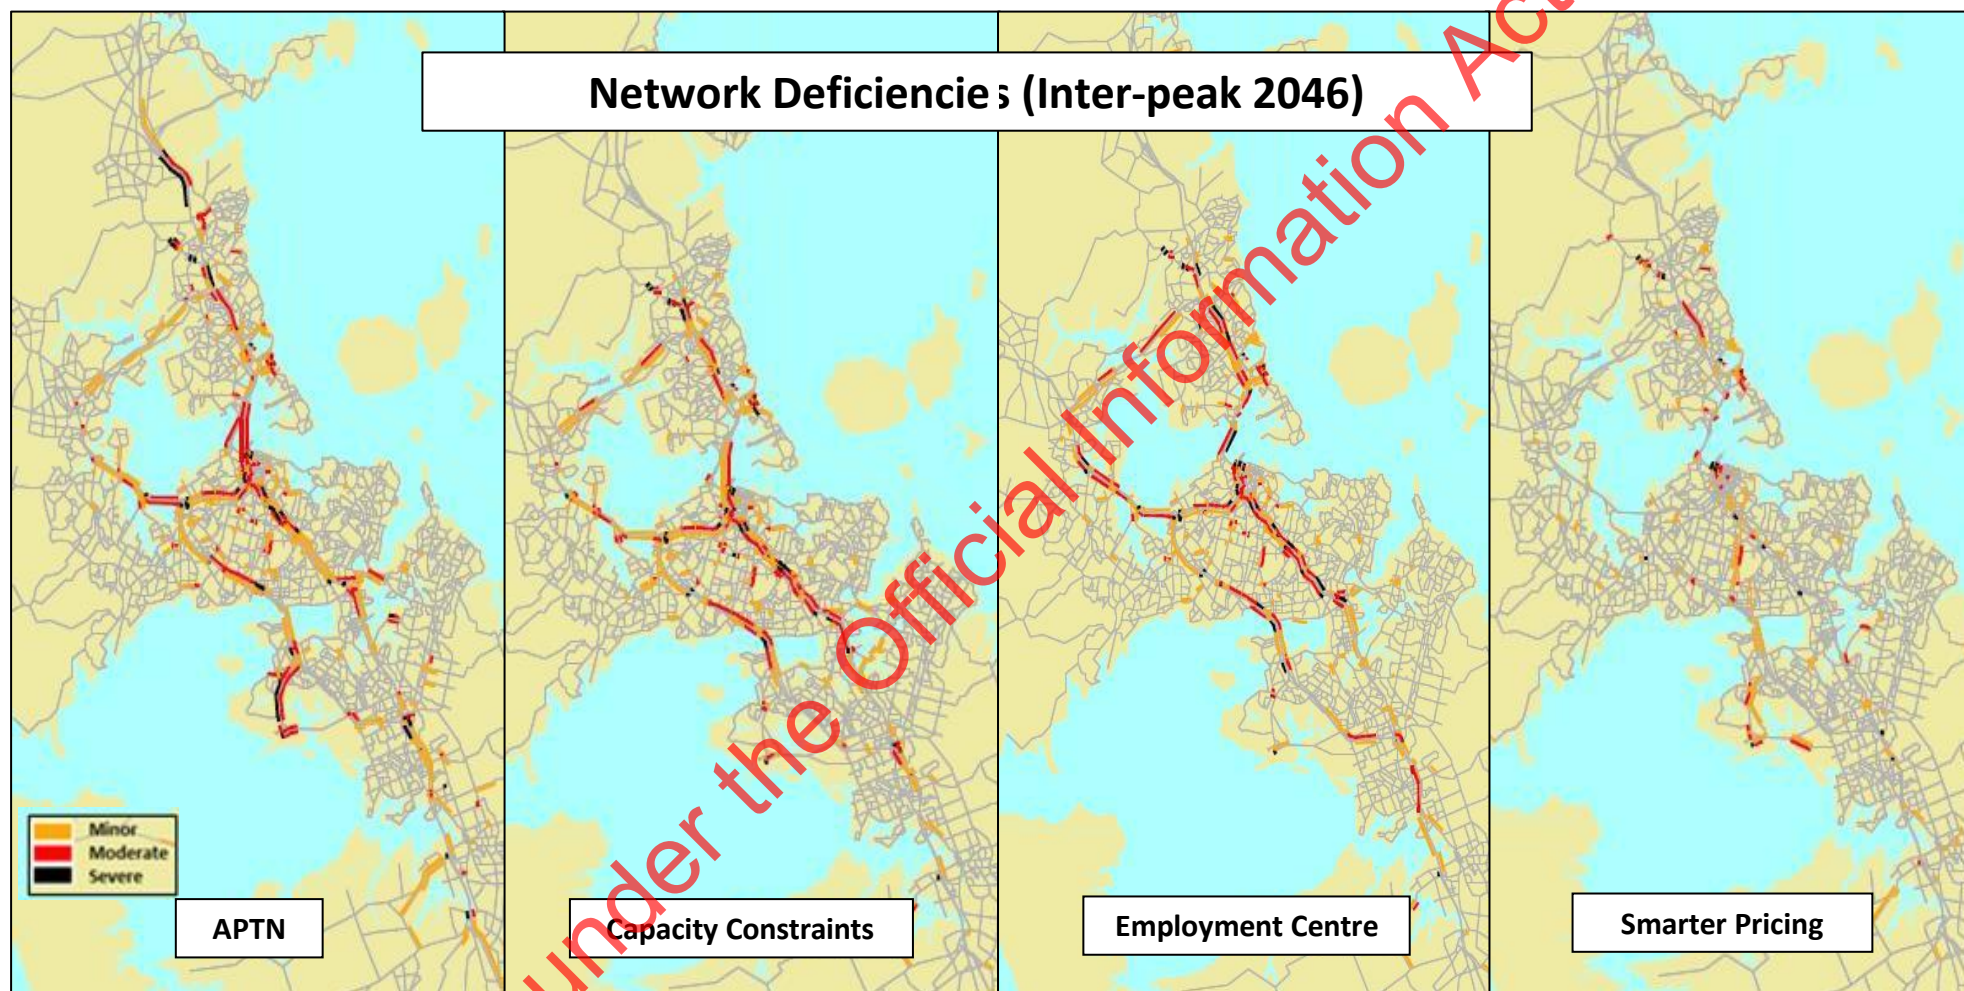 Network Deficiencies (Inter-peak 2046)
Minor
Moderate
Severe
APTN
Capacity Constraints
Employment Centre
Smarter Pricing
under the Official Information Act